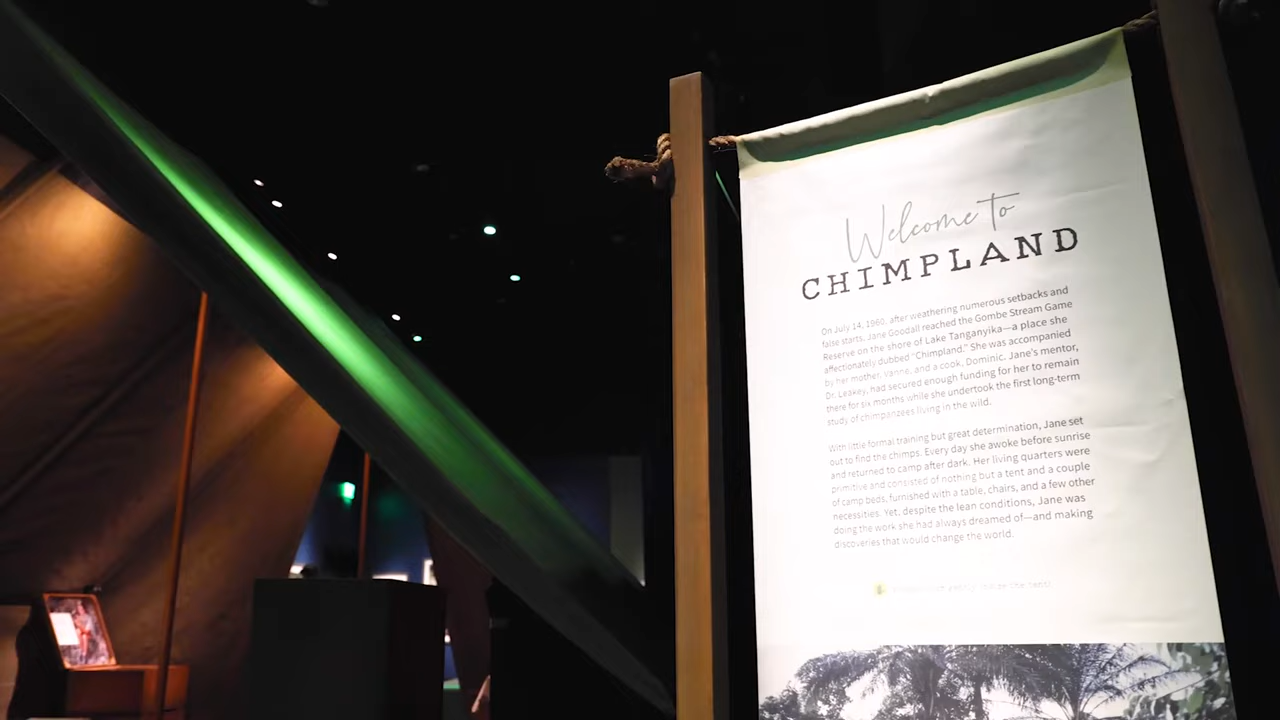 Welcome to
CHIMPLAND
On July 14, 1960, after weathering numerous setbacks and
false starts, Jane Goodall reached the Gombe Stream Game
Reserve on the shore of Lake Tanganyika—a place she
affectionately dubbed “Chimpland.” She was accompanied
by her mother, Vanne, and a cook, Dominic. Jane’s mentor,
Dr. Leakey, had secured enough funding for her to remain
there for six months while she undertook the first long-term
study of chimpanzees living in the wild.
With little formal training but great determination, Jane set
out to find the chimps. Every day she awoke before sunrise
and returned to camp after dark. Her living quarters were
primitive and consisted of nothing but a tent and a couple
of camp beds, furnished with a table, chairs, and a few other
necessities. Yet, despite the lean conditions, Jane was
doing the work she had always dreamed of—and making
discoveries that would change the world.
inside the tent!